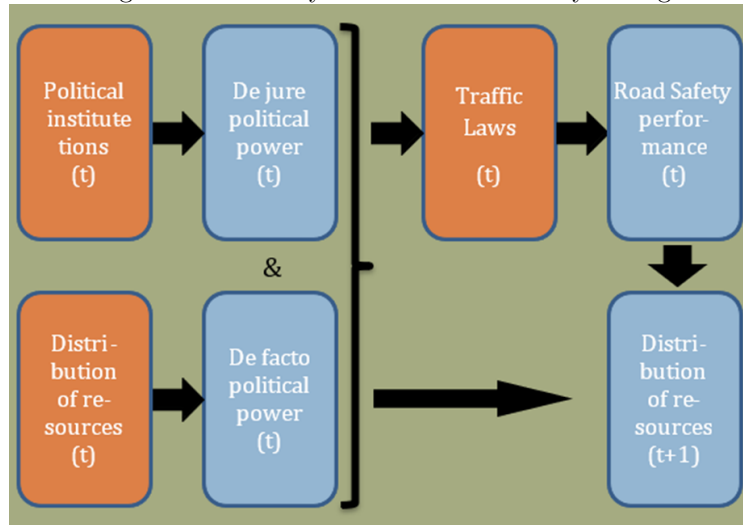 Political
institute
tions
(t)
De jure
political
power
(t)
Traffic
Laws
(t)
Road Safety
perfor-
mance
(t)
&
Distri-
bution
of re-
sources
(t)
De facto
political
power
(t)
Distri-
bution
of re-
sources
(t+1)